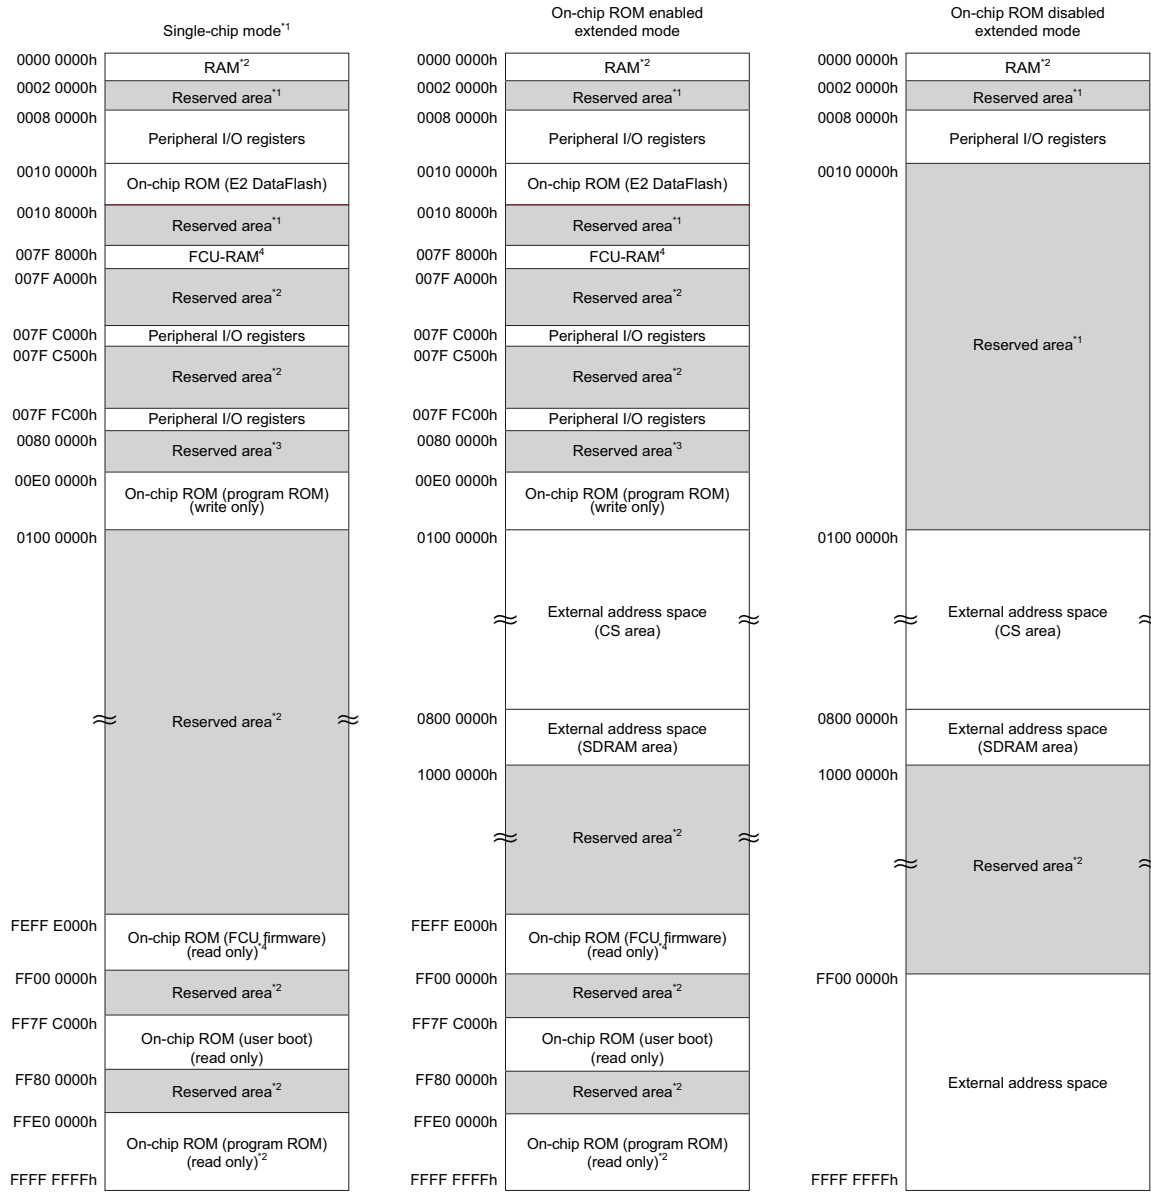 Single-chip mode*1
0000 0000h
RAM*2
0002 0000h
Reserved area*1
0008 0000h
Peripheral I/O registers
0010 0000h
On-chip ROM (E2 DataFlash)
0010 8000h
Reserved area*1
007F 8000h
FCU-RAM4
007F A000h
Reserved area*2
007F C000h
Peripheral I/O registers
007F C500h
Reserved area*2
007F FC00h
Peripheral I/O registers
0080 0000h
Reserved area*3
00E0 0000h
On-chip ROM (program ROM)
(write only)
0100 0000h
Reserved area*2
FEFF E000h
On-chip ROM (FCU firmware)
(read only)*4
FF00 0000h
Reserved area*2
FF7F C000h
On-chip ROM (user boot)
(read only)
FF80 0000h
Reserved area*2
FFE0 0000h
On-chip ROM (program ROM)
(read only)*2
FFFF FFFFh
On-chip ROM enabled
extended mode
0000 0000h
RAM*2
0002 0000h
Reserved area*1
0008 0000h
Peripheral I/O registers
0010 0000h
On-chip ROM (E2 DataFlash)
0010 8000h
Reserved area*1
007F 8000h
FCU-RAM4
007F A000h
Reserved area*2
007F C000h
Peripheral I/O registers
007F C500h
Reserved area*2
007F FC00h
Peripheral I/O registers
0080 0000h
Reserved area*3
00E0 0000h
On-chip ROM (program ROM)
(write only)
0100 0000h
External address space
(CS area)
0800 0000h
External address space
(SDRAM area)
1000 0000h
Reserved area*2
FEFF E000h
On-chip ROM (FCU firmware)
(read only)*4
FF00 0000h
Reserved area*2
FF7F C000h
On-chip ROM (user boot)
(read only)
FF80 0000h
Reserved area*2
FFE0 0000h
On-chip ROM (program ROM)
(read only)*2
FFFF FFFFh
On-chip ROM disabled
extended mode
0000 0000h
RAM*2
0002 0000h
Reserved area*1
0008 0000h
Peripheral I/O registers
0010 0000h
Reserved area*1
0100 0000h
External address space
(CS area)
0800 0000h
External address space
(SDRAM area)
1000 0000h
Reserved area*2
FF00 0000h
External address space
FFFF FFFFh